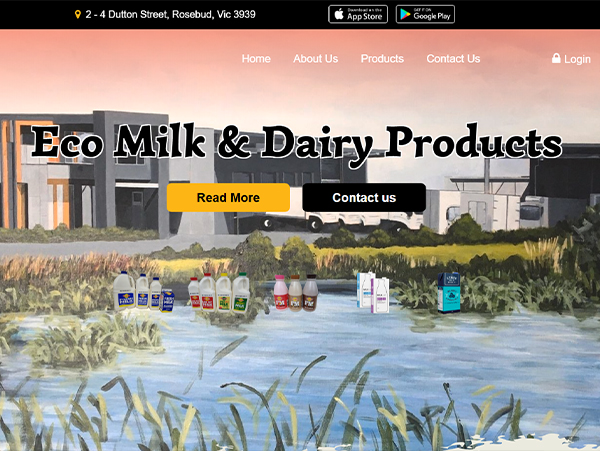 2 - 4 Dutton Street, Rosebud, Vic 3939
Download on the
App Store
GET IT ON
Google Play
Home
About Us
Products
Contact Us
Login
Eco Milk & Dairy Products
Read More
Contact us